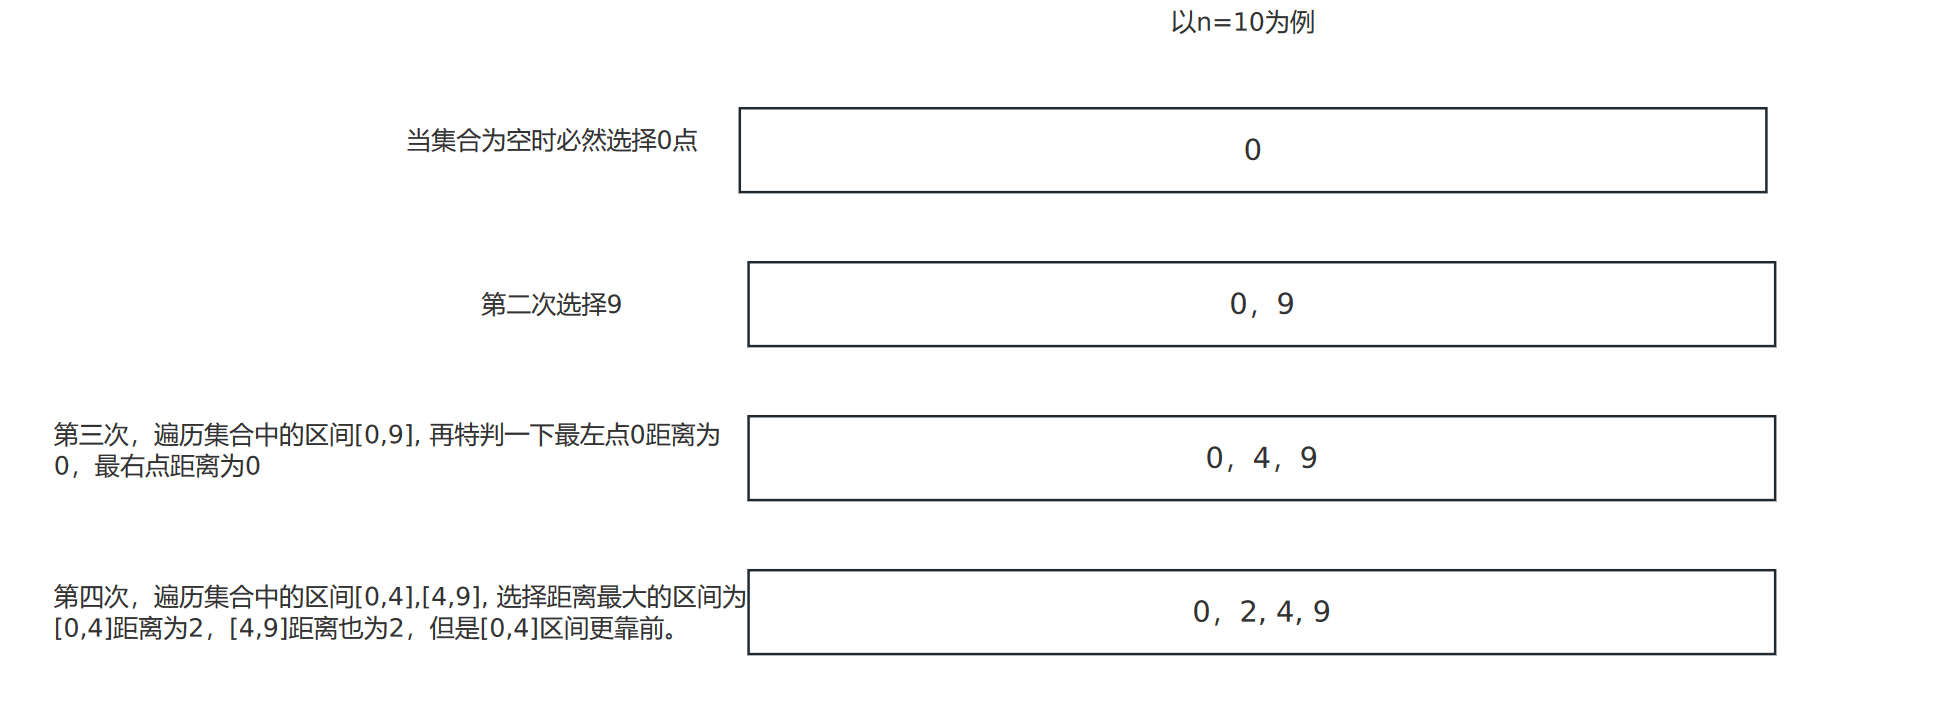 以n=10为例
当集合为空时必然选择0点
0
第二次选择9
0，9
第三次，遍历集合中的区间[0,9], 再特判一下最左点0距离为
0，最右点距离为0
0，4，9
第四次，遍历集合中的区间[0,4],[4,9], 选择距离最大的区间为
[0,4]距离为2，[4,9]距离也为2，但是[0,4]区间更靠前。
0，2, 4, 9